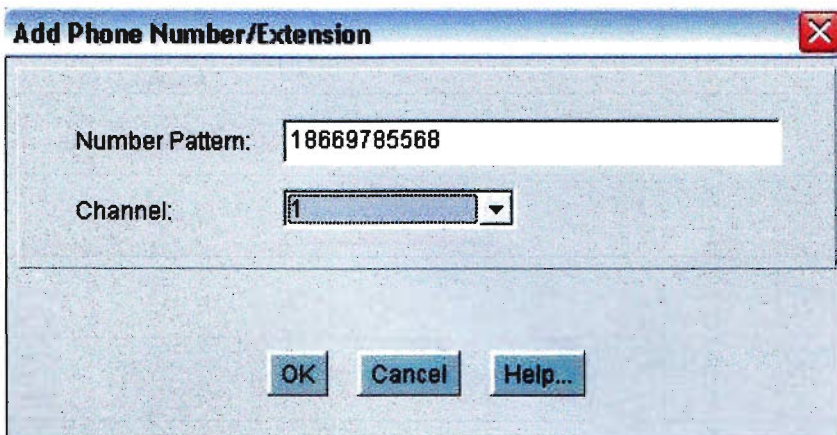 Add Phone Number/Extension
Number Pattern: 18669785568
Channel: 1
OK Cancel Help...